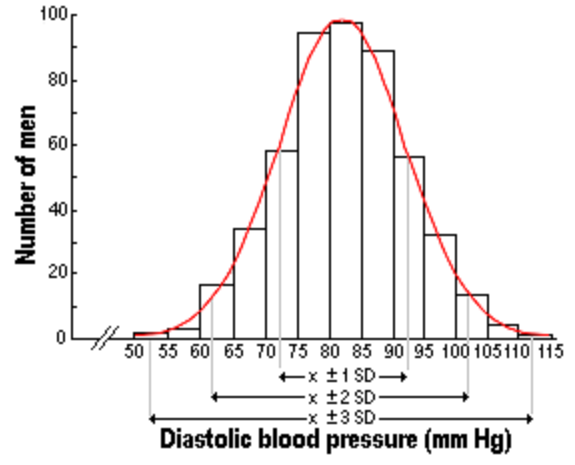 100
80
60
40
20
0
Number of men
50 55 60 65 70 75 80 85 90 95 100 105 110 115
x ± 1 SD
x ± 2 SD
x ± 3 SD
Diastolic blood pressure (mm Hg)